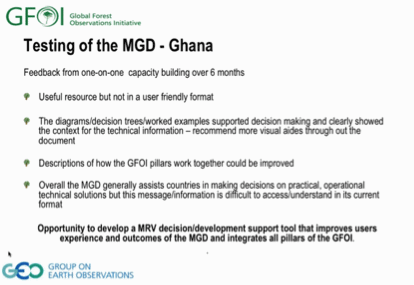 GFOI Global Forest
Observations Initiative
Testing of the MGD - Ghana
Feedback from one-on-one capacity building over 6 months
Useful resource but not in a user friendly format
The diagrams/decision trees/worked examples supported decision making and clearly showed
the context for the technical information – recommend more visual aides through out the
document
Descriptions of how the GFOI pillars work together could be improved
Overall the MGD generally assists countries in making decisions on practical, operational
technical solutions but this message/information is difficult to access/understand in its current
format
Opportunity to develop a MRV decision/development support tool that improves users
experience and outcomes of the MGD and integrates all pillars of the GFOI.
GEO GROUP ON
EARTH OBSERVATIONS